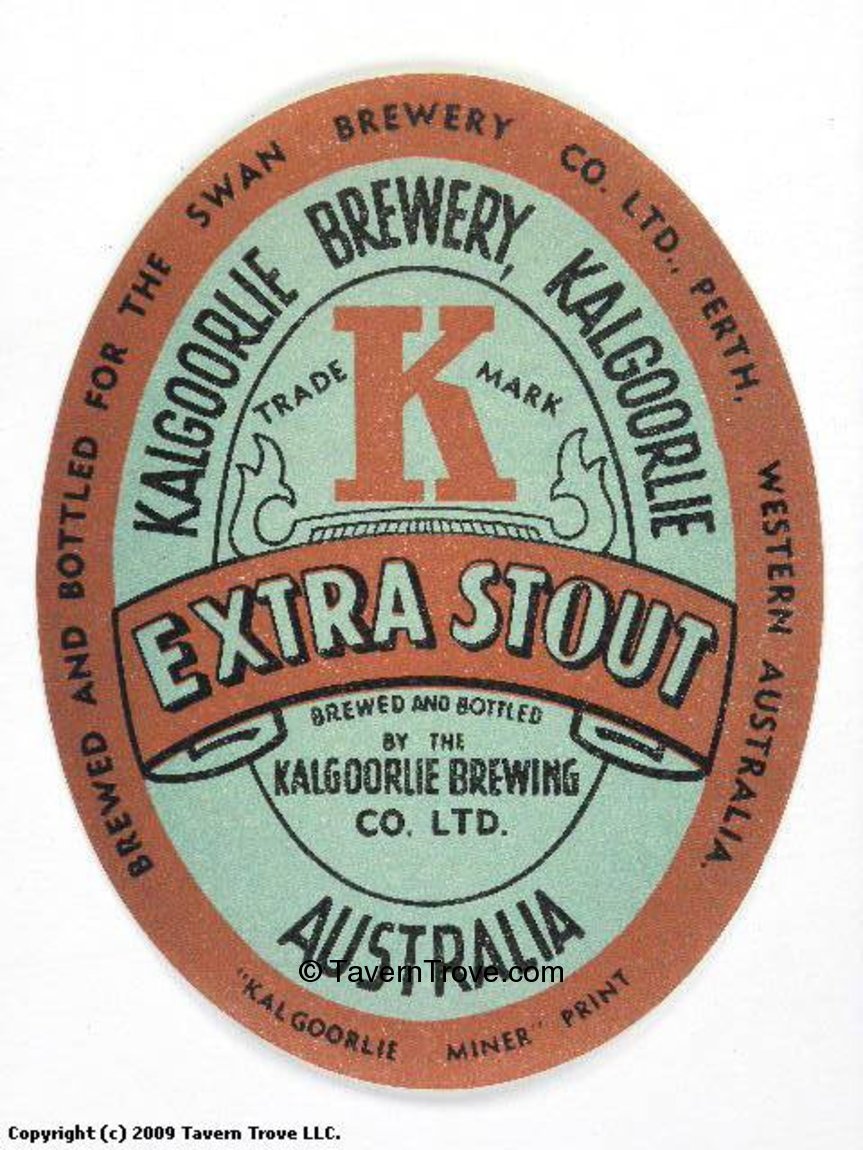 BREWED AND BOTTLED FOR THE SWAN BREWERY CO. LTD., PERTH, WESTERN AUSTRALIA.
KALGOORLIE BREWERY, KALGOORLIE
K
TRADE MARK
EXTRA STOUT
BREWED AND BOTTLED
BY THE
KALGOORLIE BREWING
CO. LTD.
AUSTRALIA
© TavernTrove.com
"KALGOORLIE MINER" PRINT
Copyright (c) 2009 Tavern Trove LLC.